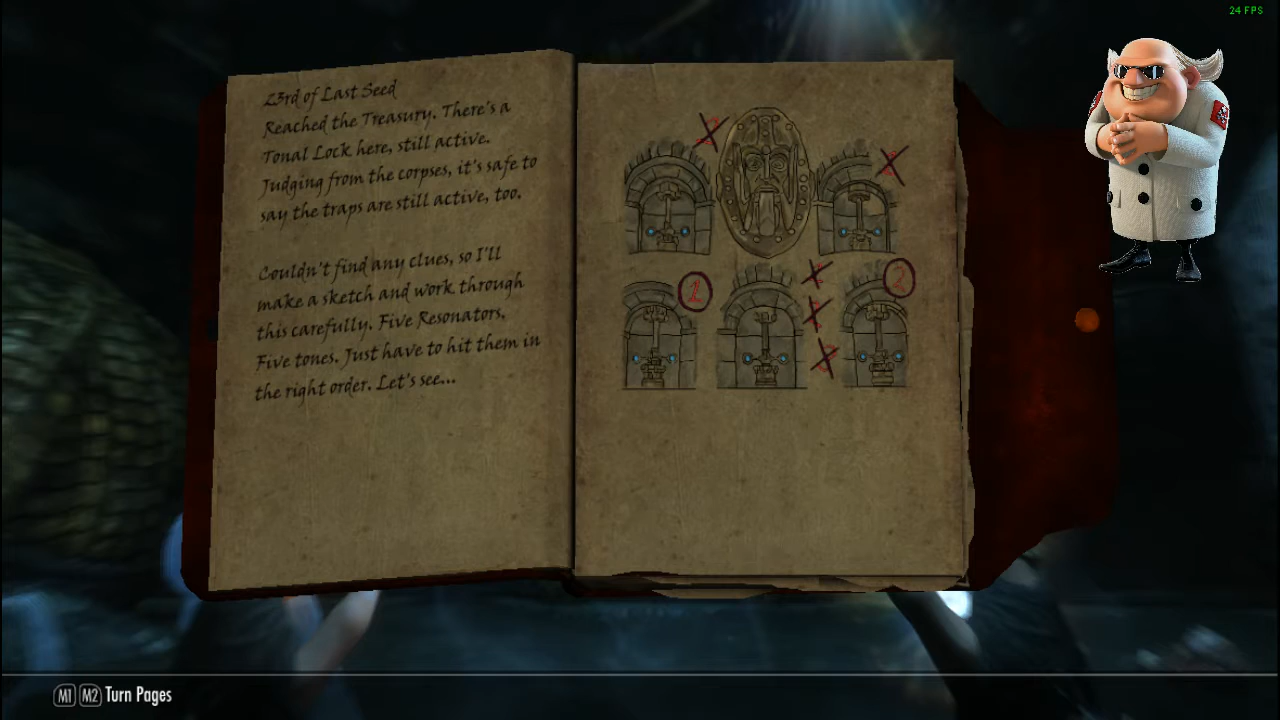 24 FPS
23rd of Last Seed
Reached the Treasury. There's a
Tonal Lock here, still active.
Judging from the corpses, it's safe to
say the traps are still active, too.
Couldn't find any clues, so I'll
make a sketch and work through
this carefully. Five Resonators.
Five tones. Just have to hit them in
the right order. Let's see...
1
2
M1 M2 Turn Pages